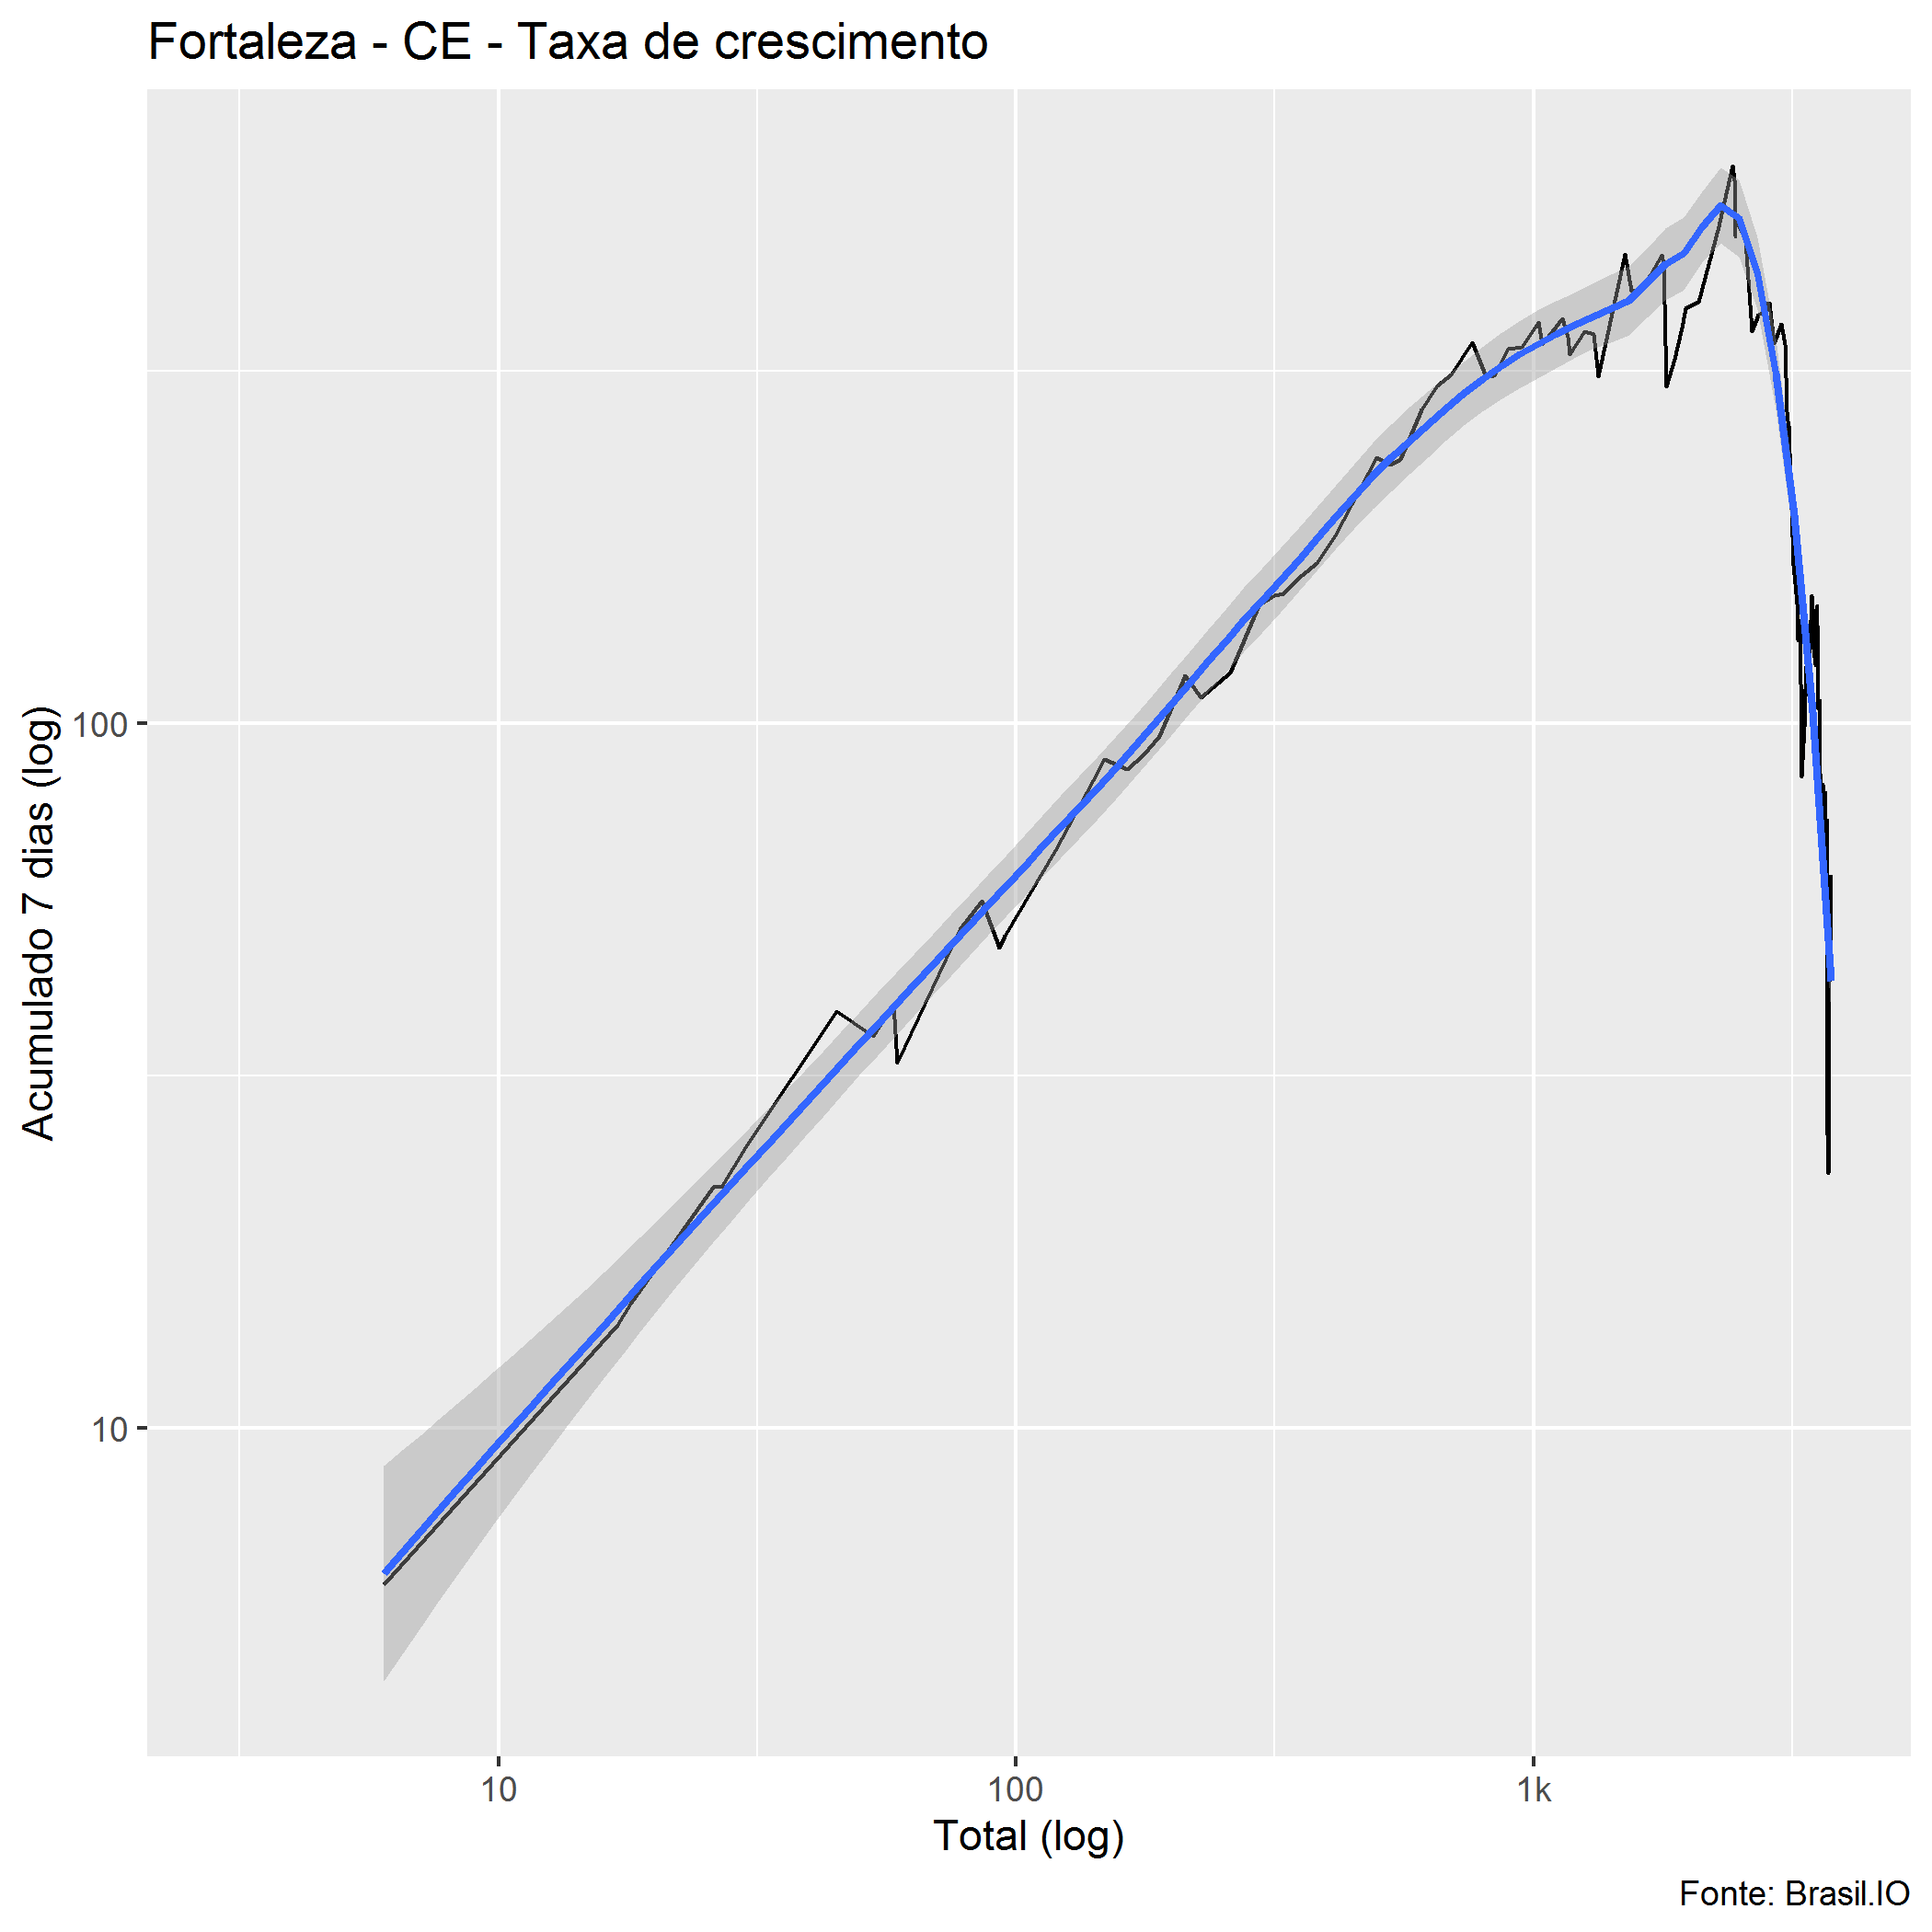 Fortaleza - CE - Taxa de crescimento
Acumulado 7 dias (log)
100
10
10
100
1k
Total (log)
Fonte: Brasil.IO